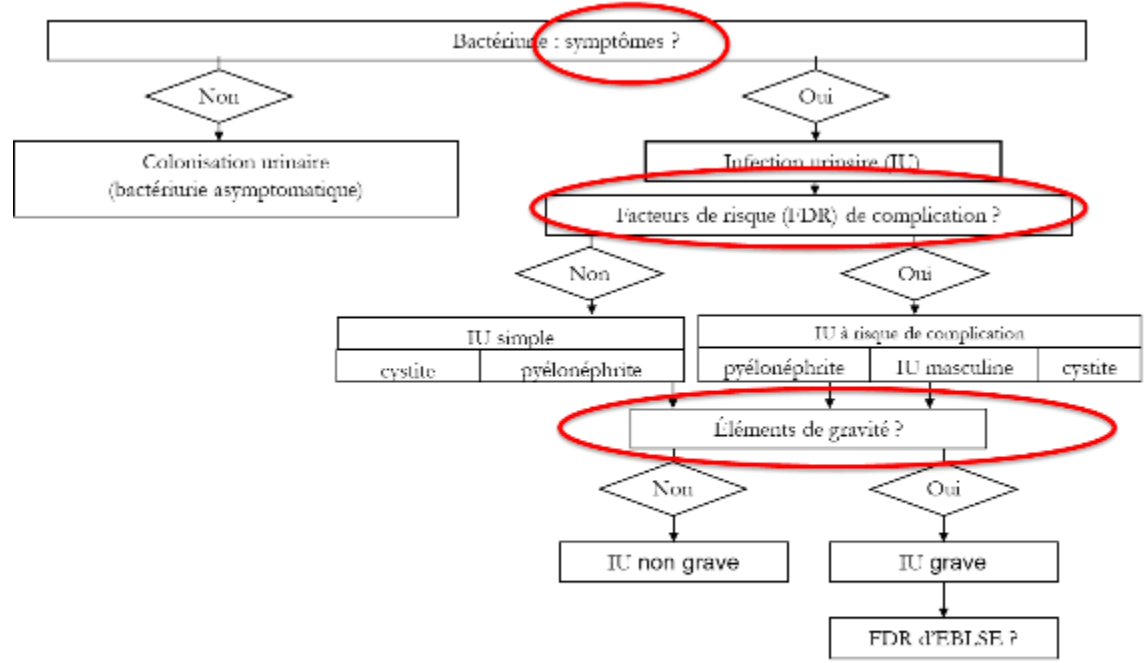 Bactériurie : symptômes ?
Non
Oui
Colonisation urinaire
(bactériurie asymptomatique)
Infection urinaire (IU)
Facteurs de risque (FDR) de complication ?
Non
Oui
IU simple
cystite
pyélonéphrite
IU à risque de complication
pyélonéphrite
IU masculine
cystite
Éléments de gravité ?
Non
Oui
IU non grave
IU grave
FDR d'EBLSE ?